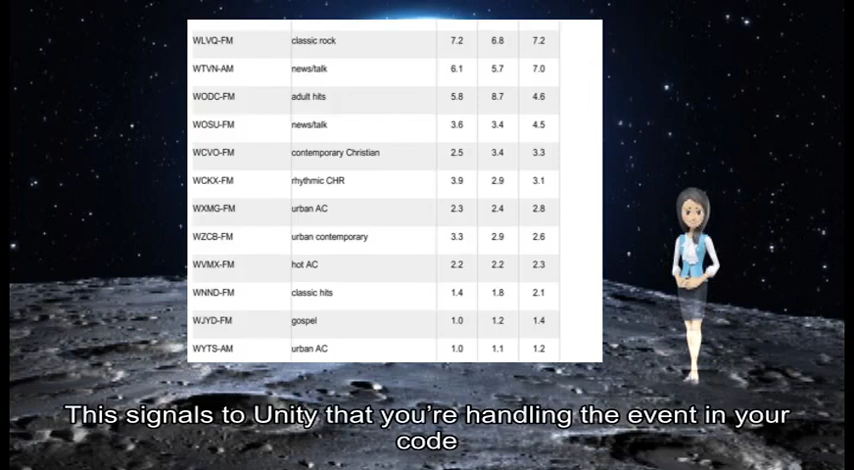 WLVQ-FM classic rock 7.2 6.8 7.2
WTVN-AM news/talk 6.1 5.7 7.0
WODC-FM adult hits 5.8 8.7 4.6
WOSU-FM news/talk 3.6 3.4 4.5
WCVO-FM contemporary Christian 2.5 3.4 3.3
WCKX-FM rhythmic CHR 3.9 2.9 3.1
WXMG-FM urban AC 2.3 2.4 2.8
WZCB-FM urban contemporary 3.3 2.9 2.6
WVMX-FM hot AC 2.2 2.2 2.3
WNND-FM classic hits 1.4 1.8 2.1
WJYD-FM gospel 1.0 1.2 1.4
WYTS-AM urban AC 1.0 1.1 1.2
This signals to Unity that you’re handling the event in your
code